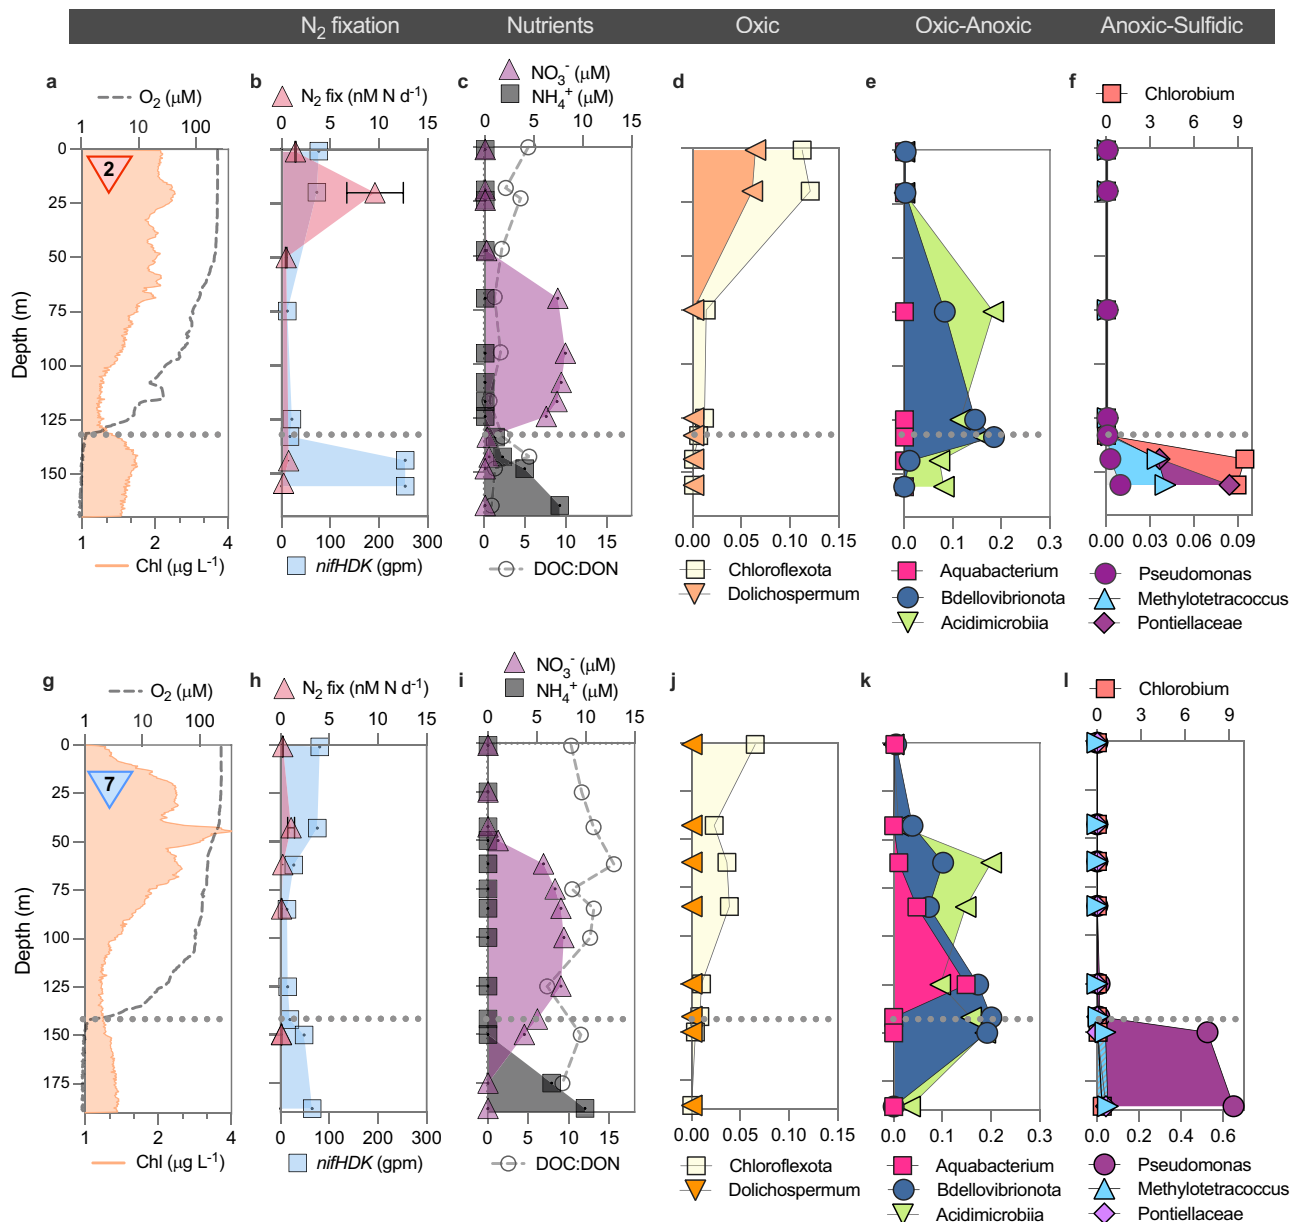 N2 fixation Nutrients Oxic Oxic-Anoxic Anoxic-Sulfidic
a b c d e f
O2 (μM)
1 10 100
N2 fix (nM N d-1)
0 5 10 15
NO3- (μM)
NH4+ (μM)
0 5 10 15
Chlorobium
0 3 6 9
2
Depth (m)
0
25
50
75
100
125
150
1 2 4
Chl (μg L-1)
0 100 200 300
nifHDK (gpm)
0 5 10 15
DOC:DON
0.00 0.05 0.10 0.15
Chloroflexota
Dolichospermum
0.0 0.1 0.2 0.3
Aquabacterium
Bdellovibrionota
Acidimicrobiia
0.00 0.03 0.06 0.09
Pseudomonas
Methylotetracoccus
Pontiellaceae
g h i j k l
O2 (μM)
1 10 100
N2 fix (nM N d-1)
0 5 10 15
NO3- (μM)
NH4+ (μM)
0 5 10 15
Chlorobium
0 3 6 9
7
Depth (m)
0
25
50
75
100
125
150
175
1 2 4
Chl (μg L-1)
0 100 200 300
nifHDK (gpm)
0 5 10 15
DOC:DON
0.00 0.05 0.10 0.15
Chloroflexota
Dolichospermum
0.0 0.1 0.2 0.3
Aquabacterium
Bdellovibrionota
Acidimicrobiia
0.0 0.2 0.4 0.6
Pseudomonas
Methylotetracoccus
Pontiellaceae